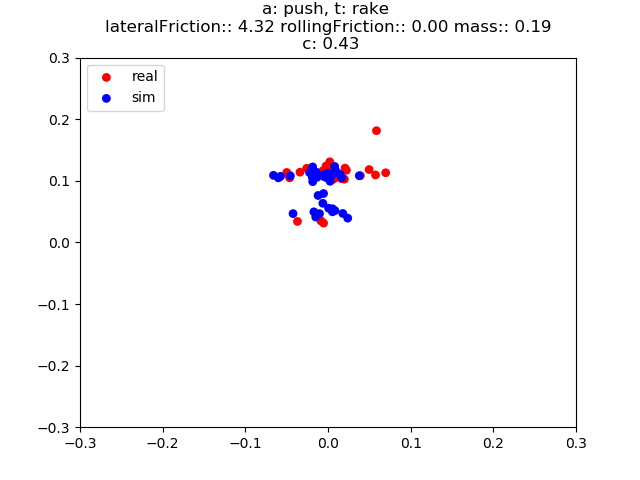 a: push, t: rake
lateralFriction:: 4.32 rollingFriction:: 0.00 mass:: 0.19
c: 0.43
real
sim
0.3
0.2
0.1
0.0
−0.1
−0.2
−0.3
−0.3
−0.2
−0.1
0.0
0.1
0.2
0.3